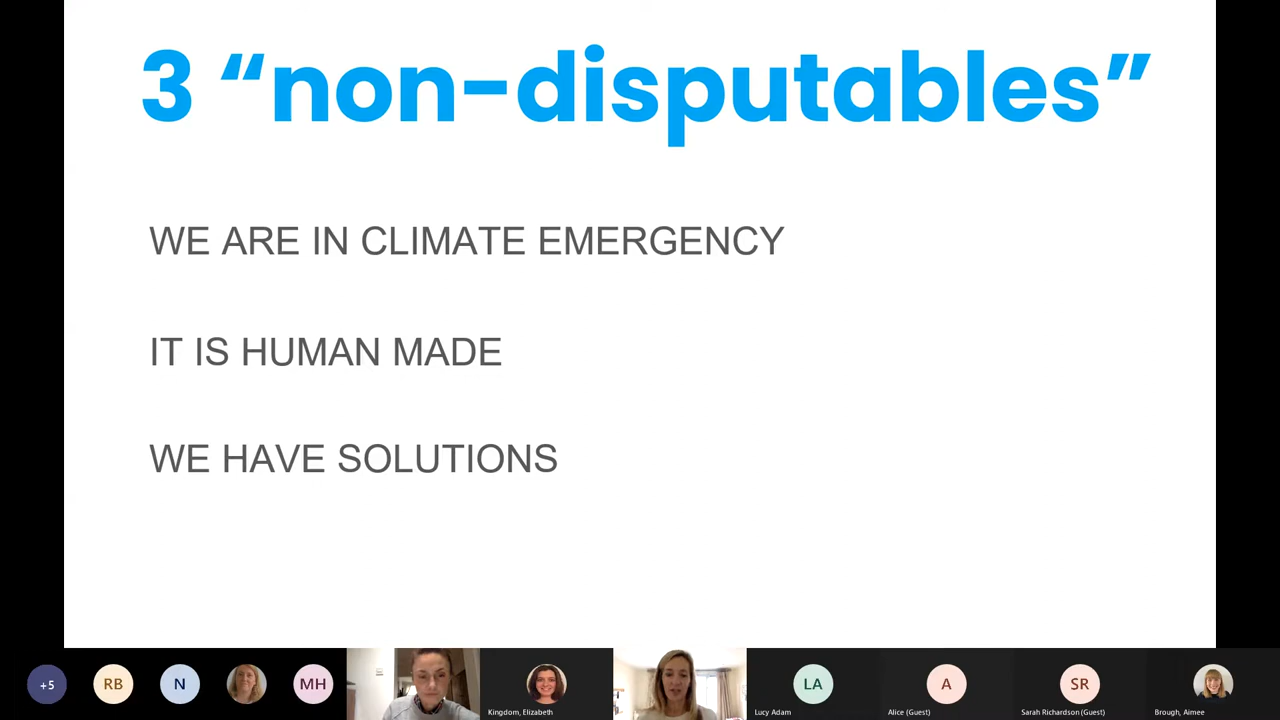 3 “non-disputables”
WE ARE IN CLIMATE EMERGENCY
IT IS HUMAN MADE
WE HAVE SOLUTIONS
+5
RB
N
MH
Kingdom, Elizabeth
LA
Lucy Adam
A
Alice (Guest)
SR
Sarah Richardson (Guest)
Brough, Aimee